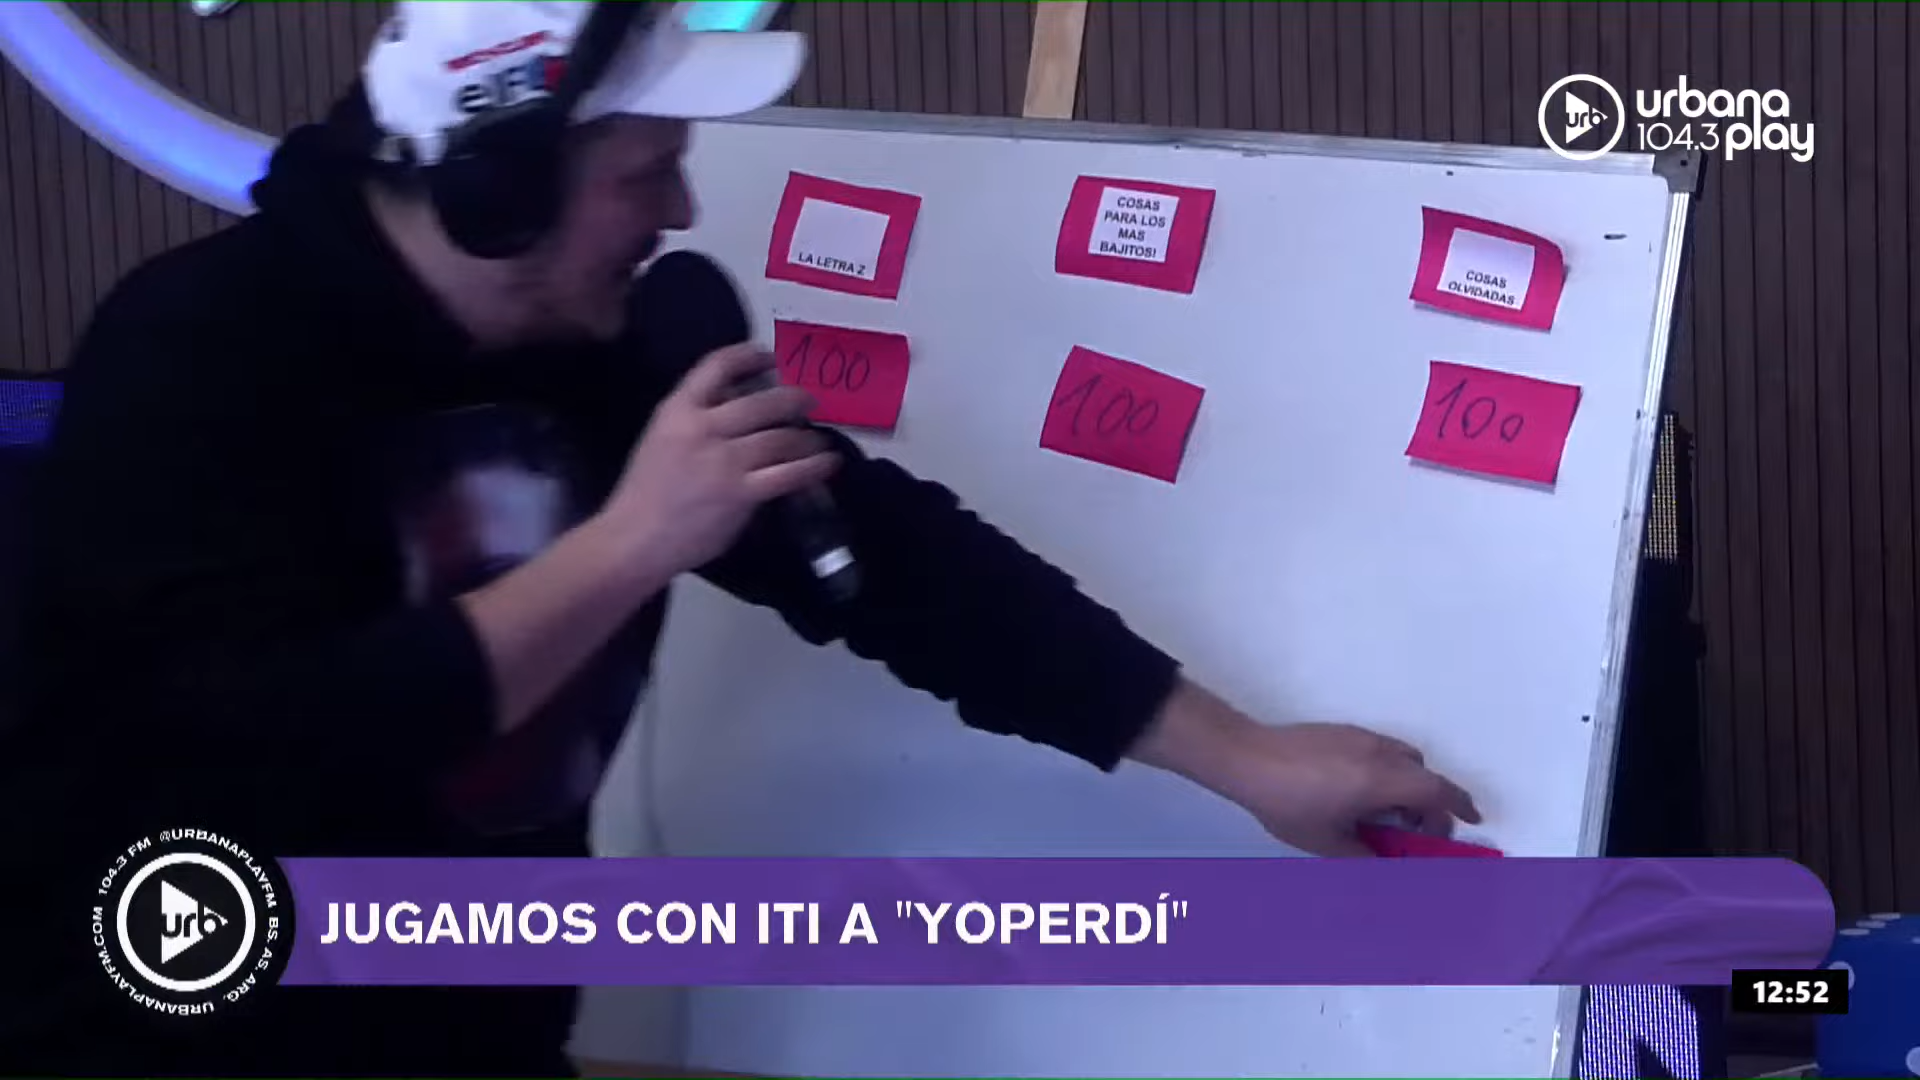 urbana
104.3 play
urb
LA LETRA Z
COSAS
PARA LOS
MAS
BAJITOS!
COSAS
OLVIDADAS
100
100
100
JUGAMOS CON ITI A "YOPERDÍ"
104.3 FM @URBANAPLAYFM BS. AS. ARG. URBANAPLAYFM.COM
urb
12:52